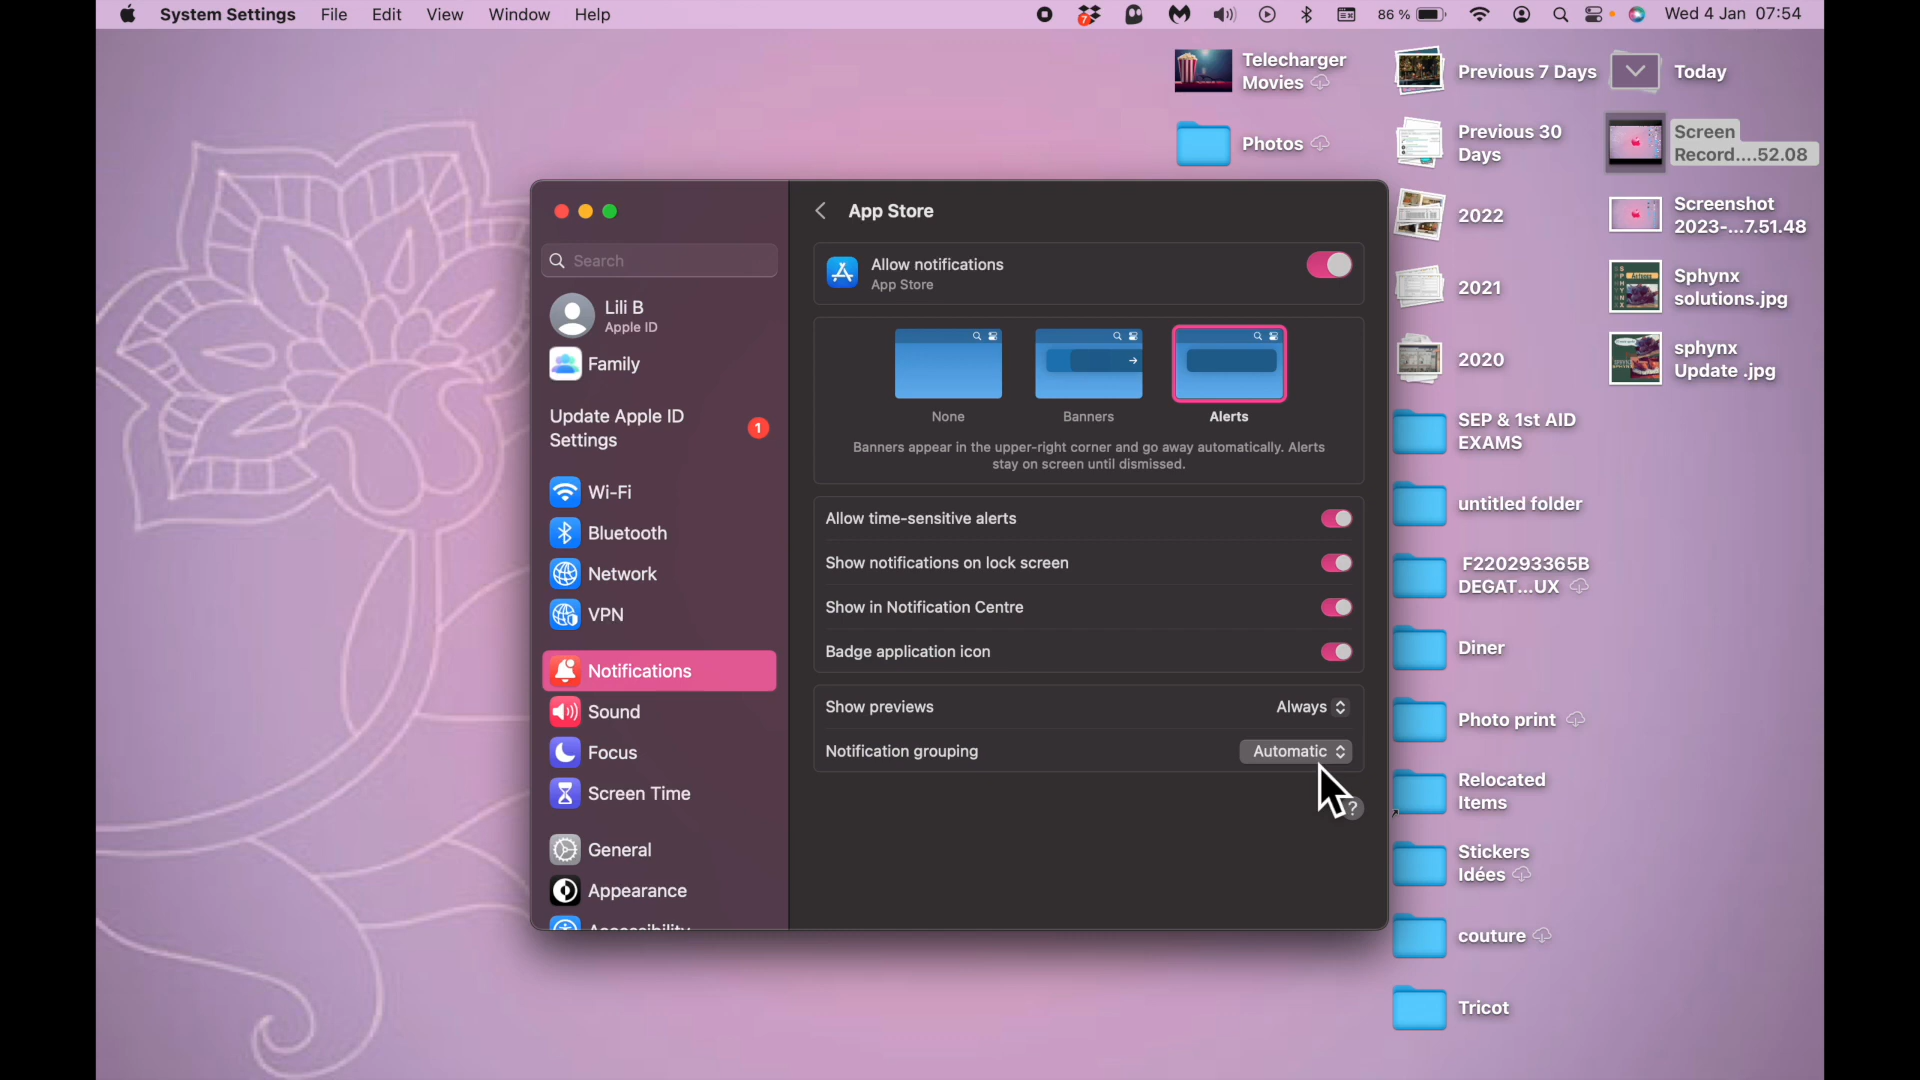 System Settings File Edit View Window Help
7
86 %
Wed 4 Jan 07:54
Telecharger
Movies
Photos
Previous 7 Days
Previous 30
Days
2022
2021
2020
SEP & 1st AID
EXAMS
untitled folder
F220293365B
DEGAT...UX
Diner
Photo print
Relocated
Items
Stickers
Idées
couture
Tricot
Today
Screen
Record....52.08
Screenshot
2023-...7.51.48
Sphynx
solutions.jpg
sphynx
Update .jpg
Search
Lili B
Apple ID
Family
Update Apple ID
Settings
1
Wi-Fi
Bluetooth
Network
VPN
Notifications
Sound
Focus
Screen Time
General
Appearance
Accessibility
App Store
Allow notifications
App Store
None
Banners
Alerts
Banners appear in the upper-right corner and go away automatically. Alerts
stay on screen until dismissed.
Allow time-sensitive alerts
Show notifications on lock screen
Show in Notification Centre
Badge application icon
Show previews
Always
Notification grouping
Automatic
?